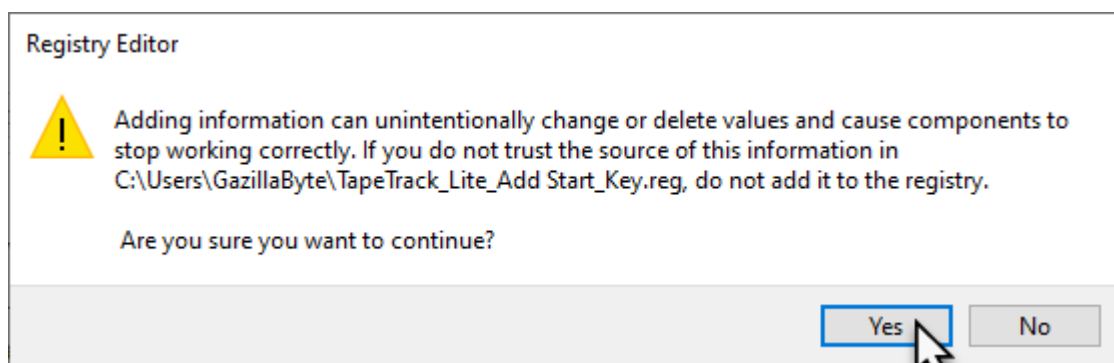 Registry Editor
Adding information can unintentionally change or delete values and cause components to
stop working correctly. If you do not trust the source of this information in
C:\Users\GazillaByte\TapeTrack_Lite_Add Start_Key.reg, do not add it to the registry.
Are you sure you want to continue?
Yes No